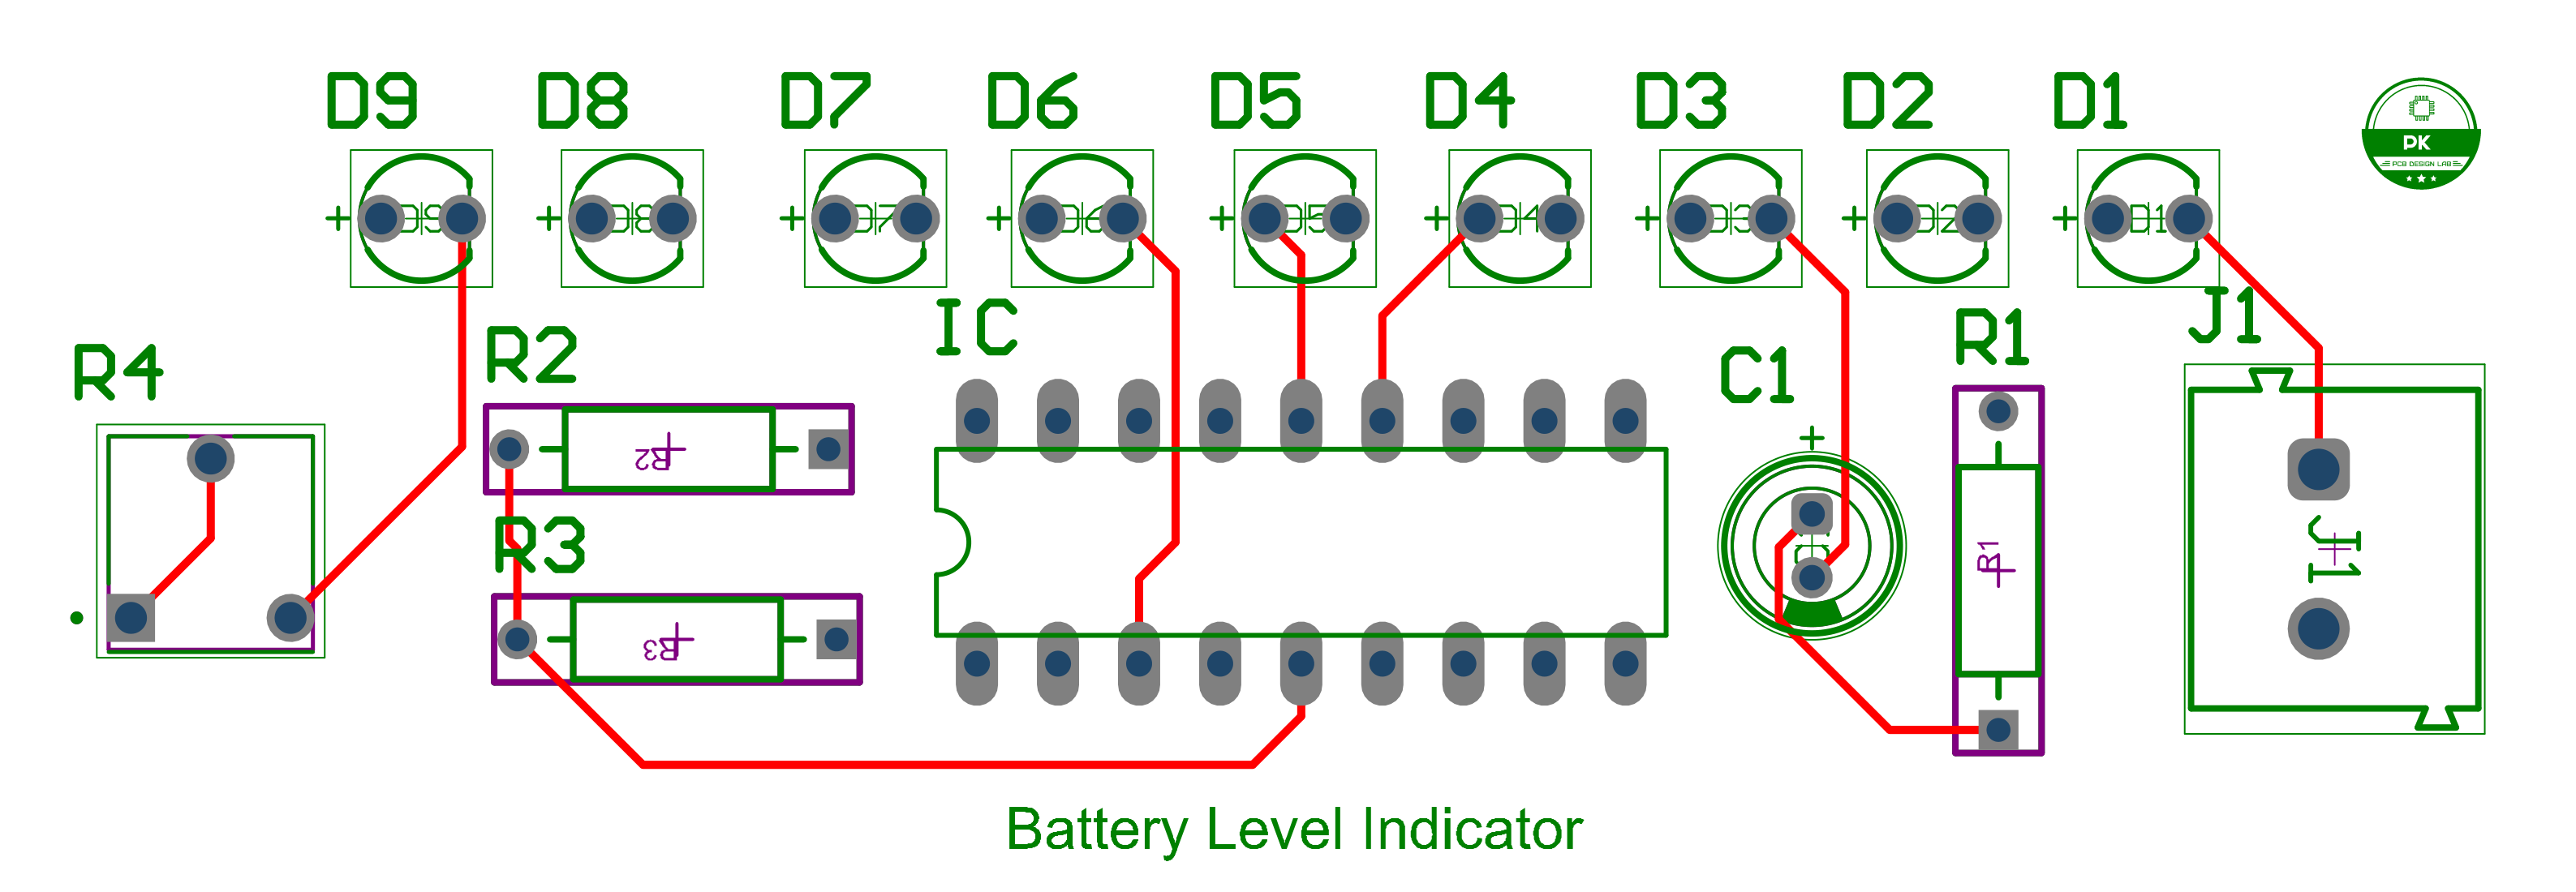 D9 D8 D7 D6 D5 D4 D3 D2 D1
PK
PCB DESIGN LAB
+ D9 + D8 + D7 + D6 + D5 + D4 + D3 + D2 + D1
IC
J1
R1
R4
R2
C1
+
R2
R3
J1
R1
R3
Battery Level Indicator